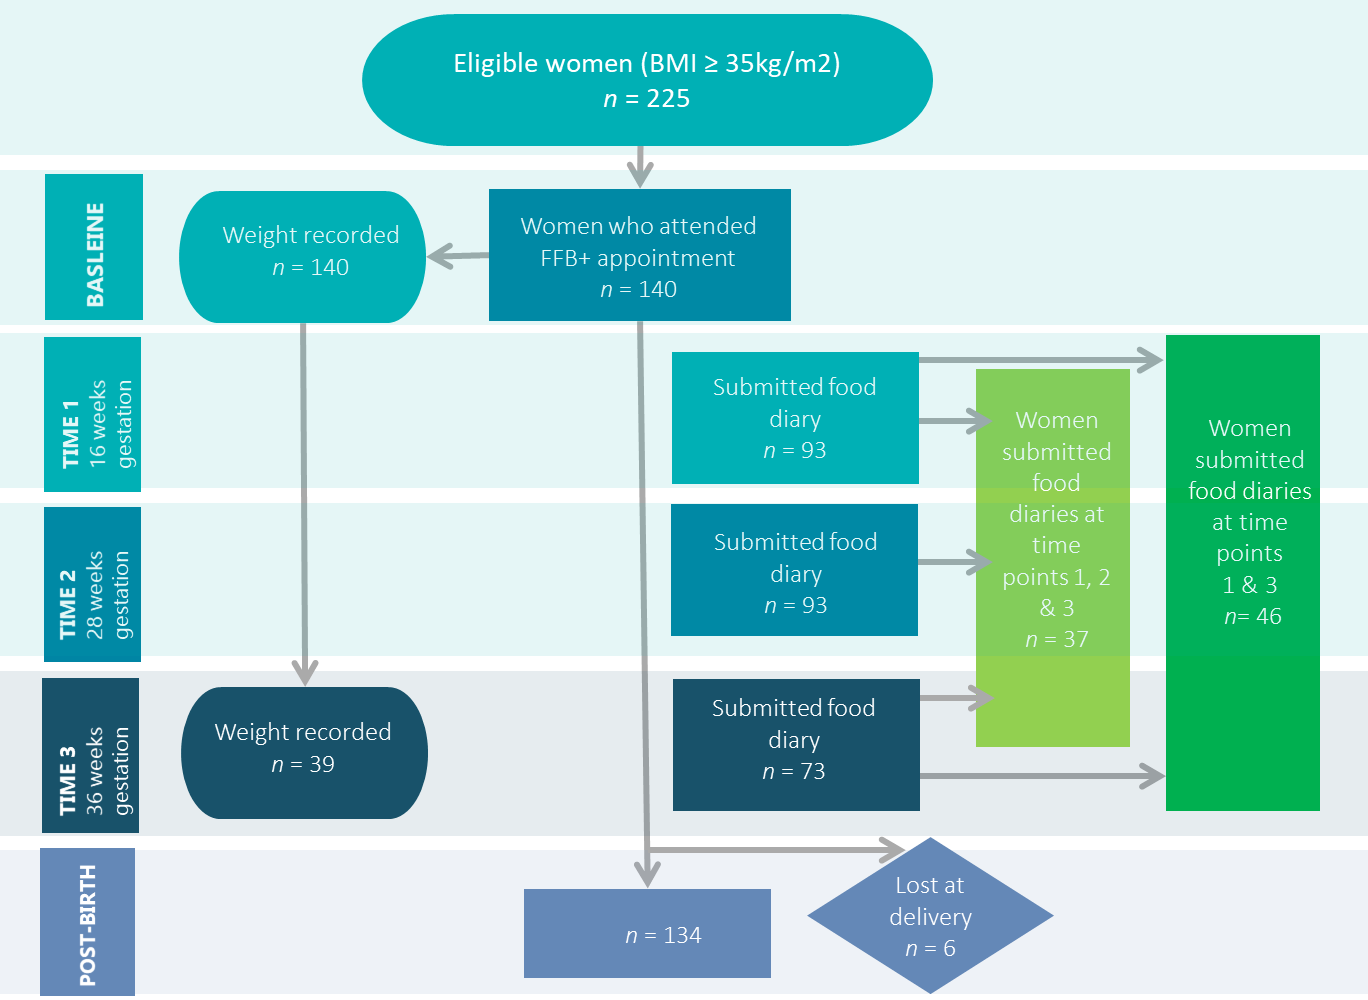 Eligible women (BMI ≥ 35kg/m2)
n = 225
BASLEINE
Weight recorded
n = 140
Women who attended
FFB+ appointment
n = 140
TIME 1
16 weeks
gestation
Submitted food
diary
n = 93
Women
submitted
food
diaries at
time
points 1, 2
& 3
n = 37
Women
submitted
food diaries
at time
points
1 & 3
n= 46
TIME 2
28 weeks
gestation
Submitted food
diary
n = 93
TIME 3
36 weeks
gestation
Weight recorded
n = 39
Submitted food
diary
n = 73
POST-BIRTH
n = 134
Lost at
delivery
n = 6